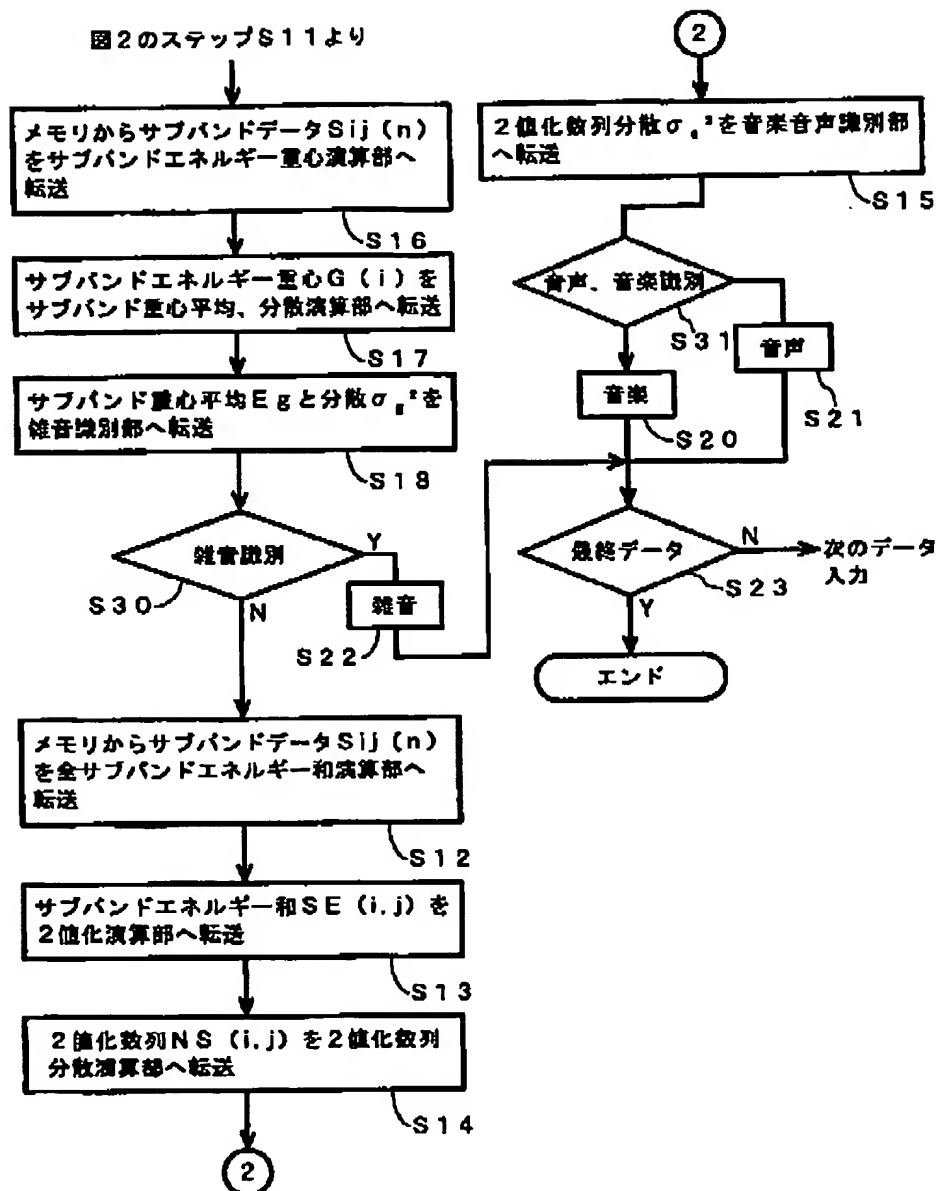 図2のステップS11より
メモリからサブバンドデータSij(n)
をサブバンドエネルギー重心演算部へ
転送
S16
サブバンドエネルギー重心G(i)を
サブバンド重心平均、分散演算部へ転送
S17
サブバンド重心平均Egと分散σg²を
雑音識別部へ転送
S18
雑音識別
Y
S30
N
雑音
S22
メモリからサブバンドデータSij(n)
を全サブバンドエネルギー和演算部へ
転送
S12
サブバンドエネルギー和SE(i,j)を
2値化演算部へ転送
S13
2値化数列NS(i,j)を2値化数列
分散演算部へ転送
S14
2
2
2値化数列分散σs²を音楽音声識別部
へ転送
S15
音声、音楽識別
S31
音声
S21
音楽
S20
最終データ
N
次のデータ
入力
S23
Y
エンド